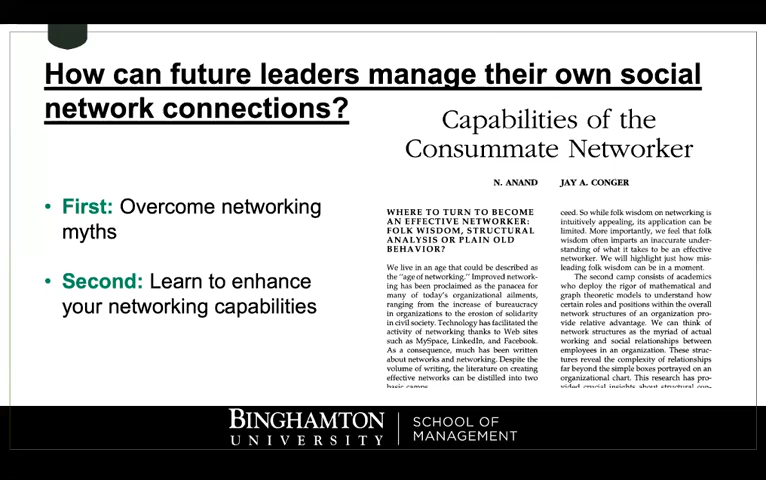 How can future leaders manage their own social
network connections?
• First: Overcome networking
myths
• Second: Learn to enhance
your networking capabilities
Capabilities of the
Consummate Networker
N. ANAND JAY A. CONGER
WHERE TO TURN TO BECOME
AN EFFECTIVE NETWORKER:
FOLK WISDOM, STRUCTURAL
ANALYSIS OR PLAIN OLD
BEHAVIOR?
We live in an age that could be described as
the "age of networking." Improved network-
ing has been proclaimed as the panacea for
many of today's organizational ailments,
ranging from the increase of bureaucracy
in organizations to the erosion of solidarity
in civil society. Technology has facilitated the
activity of networking thanks to Web sites
such as MySpace, LinkedIn, and Facebook.
As a consequence, much has been written
about networks and networking. Despite the
volume of writing, the literature on creating
effective networks can be distilled into two
basic camps
ceed. So while folk wisdom on networking is
intuitively appealing, its application can be
limited. More importantly, we feel that folk
wisdom often imparts an inaccurate under-
standing of what it takes to be an effective
networker. We will highlight just how mis-
leading folk wisdom can be in a moment.
The second camp consists of academics
who deploy the rigor of mathematical and
graph theoretic models to understand how
certain roles and positions within the overall
network structures of an organization pro-
vide relative advantage. We can think of
network structures as the myriad of actual
working and social relationships between
employees in an organization. These struc-
tures reveal the complexity of relationships
far beyond the simple boxes portrayed on an
organizational chart. This research has pro-
vided crucial insights about structural con-
BINGHAMTON
UNIVERSITY
SCHOOL OF
MANAGEMENT